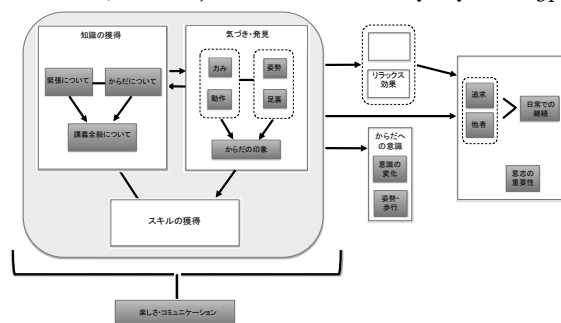 知識の獲得
緊張について
からだについて
講義全般について
気づき・発見
力み
姿勢
動作
足裏
からだの印象
スキルの獲得
リラックス
効果
からだへ
の意識
意識の
変化
姿勢・
歩行
追求
他者
日常での
継続
意志の
重要性
楽しさ・コミュニケーション